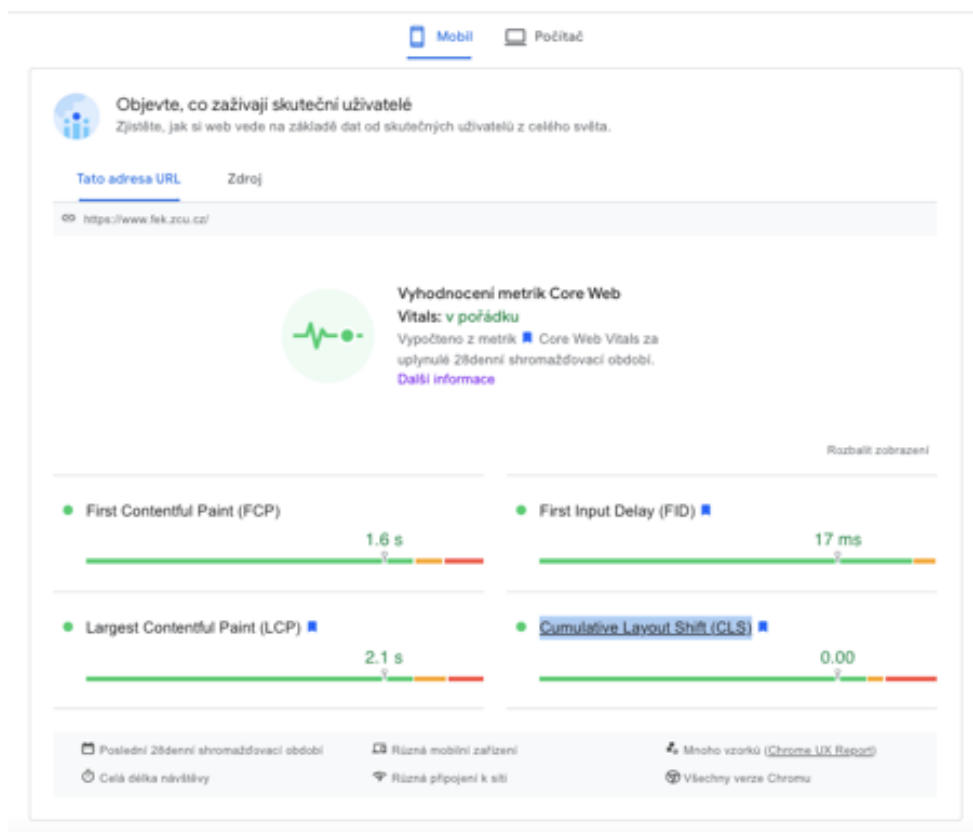 Mobil
Počítač
Objevte, co zažívají skuteční uživatelé
Zjistěte, jak si web vede na základě dat od skutečných uživatelů z celého světa.
Tato adresa URL
Zdroj
https://www.fek.zcu.cz/
Vyhodnocení metrik Core Web
Vitals: v pořádku
Vypočteno z metrik Core Web Vitals za
uplynulé 28denní shromažďovací období.
Další informace
Rozbalit zobrazení
First Contentful Paint (FCP)
1.6 s
First Input Delay (FID)
17 ms
Largest Contentful Paint (LCP)
2.1 s
Cumulative Layout Shift (CLS)
0.00
Poslední 28denní shromažďovací období
Různá mobilní zařízení
Mnoho vzorků (Chrome UX Report)
Celá délka návštěvy
Různá připojení k síti
Všechny verze Chromu